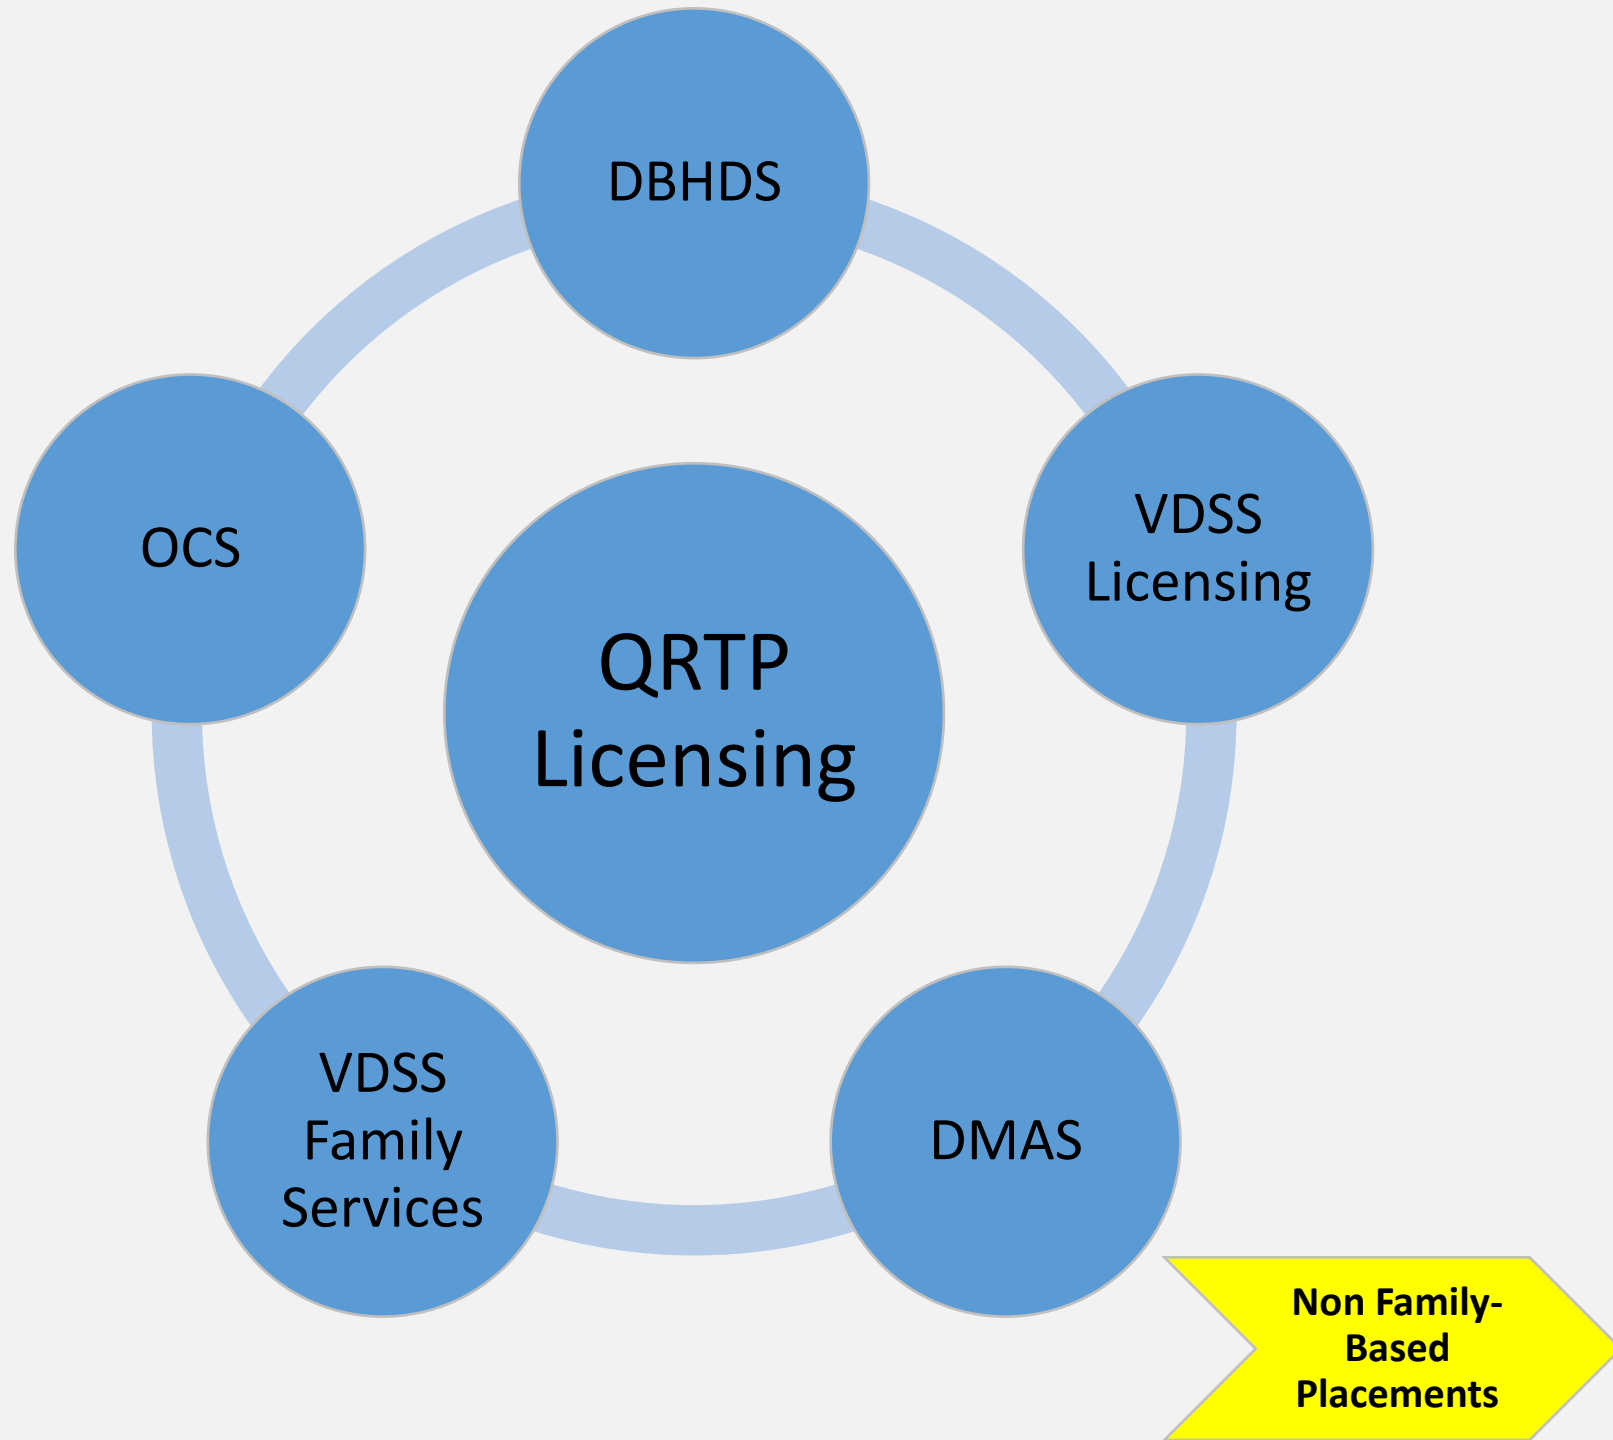 DBHDS
OCS
VDSS
Licensing
QRTP
Licensing
VDSS
Family
Services
DMAS
Non Family-
Based
Placements